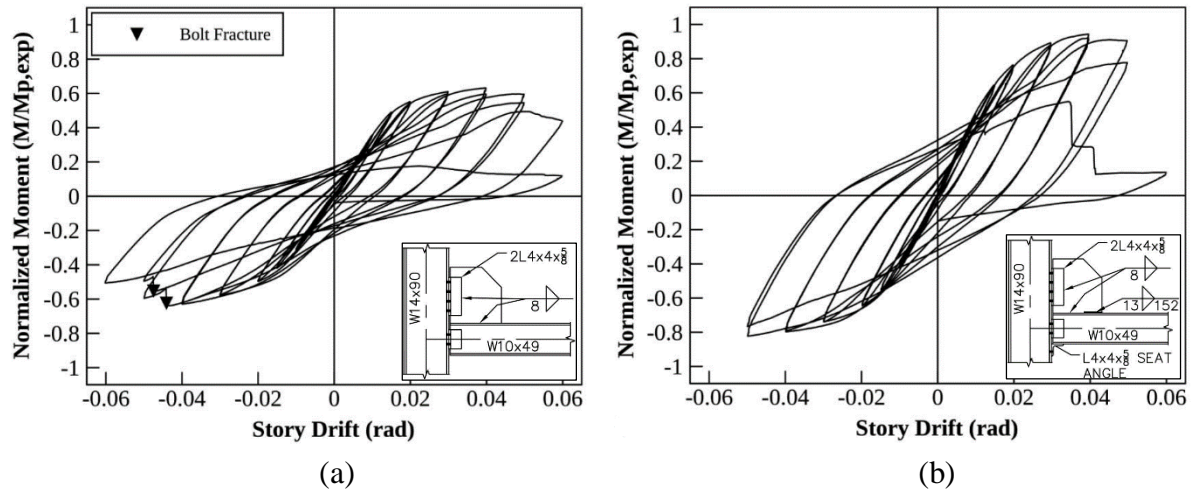 1
0.8
0.6
0.4
0.2
0
-0.2
-0.4
-0.6
-0.8
-1
Normalized Moment (M/Mp,exp)
Bolt Fracture
2L4x4x5/8
W14x90
8
W10x49
-0.06 -0.04 -0.02 0 0.02 0.04 0.06
Story Drift (rad)
(a)
1
0.8
0.6
0.4
0.2
0
-0.2
-0.4
-0.6
-0.8
-1
Normalized Moment (M/Mp,exp)
2L4x4x5/8
W14x90
8
13 152
W10x49
L4x4x5/8 SEAT
ANGLE
-0.06 -0.04 -0.02 0 0.02 0.04 0.06
Story Drift (rad)
(b)